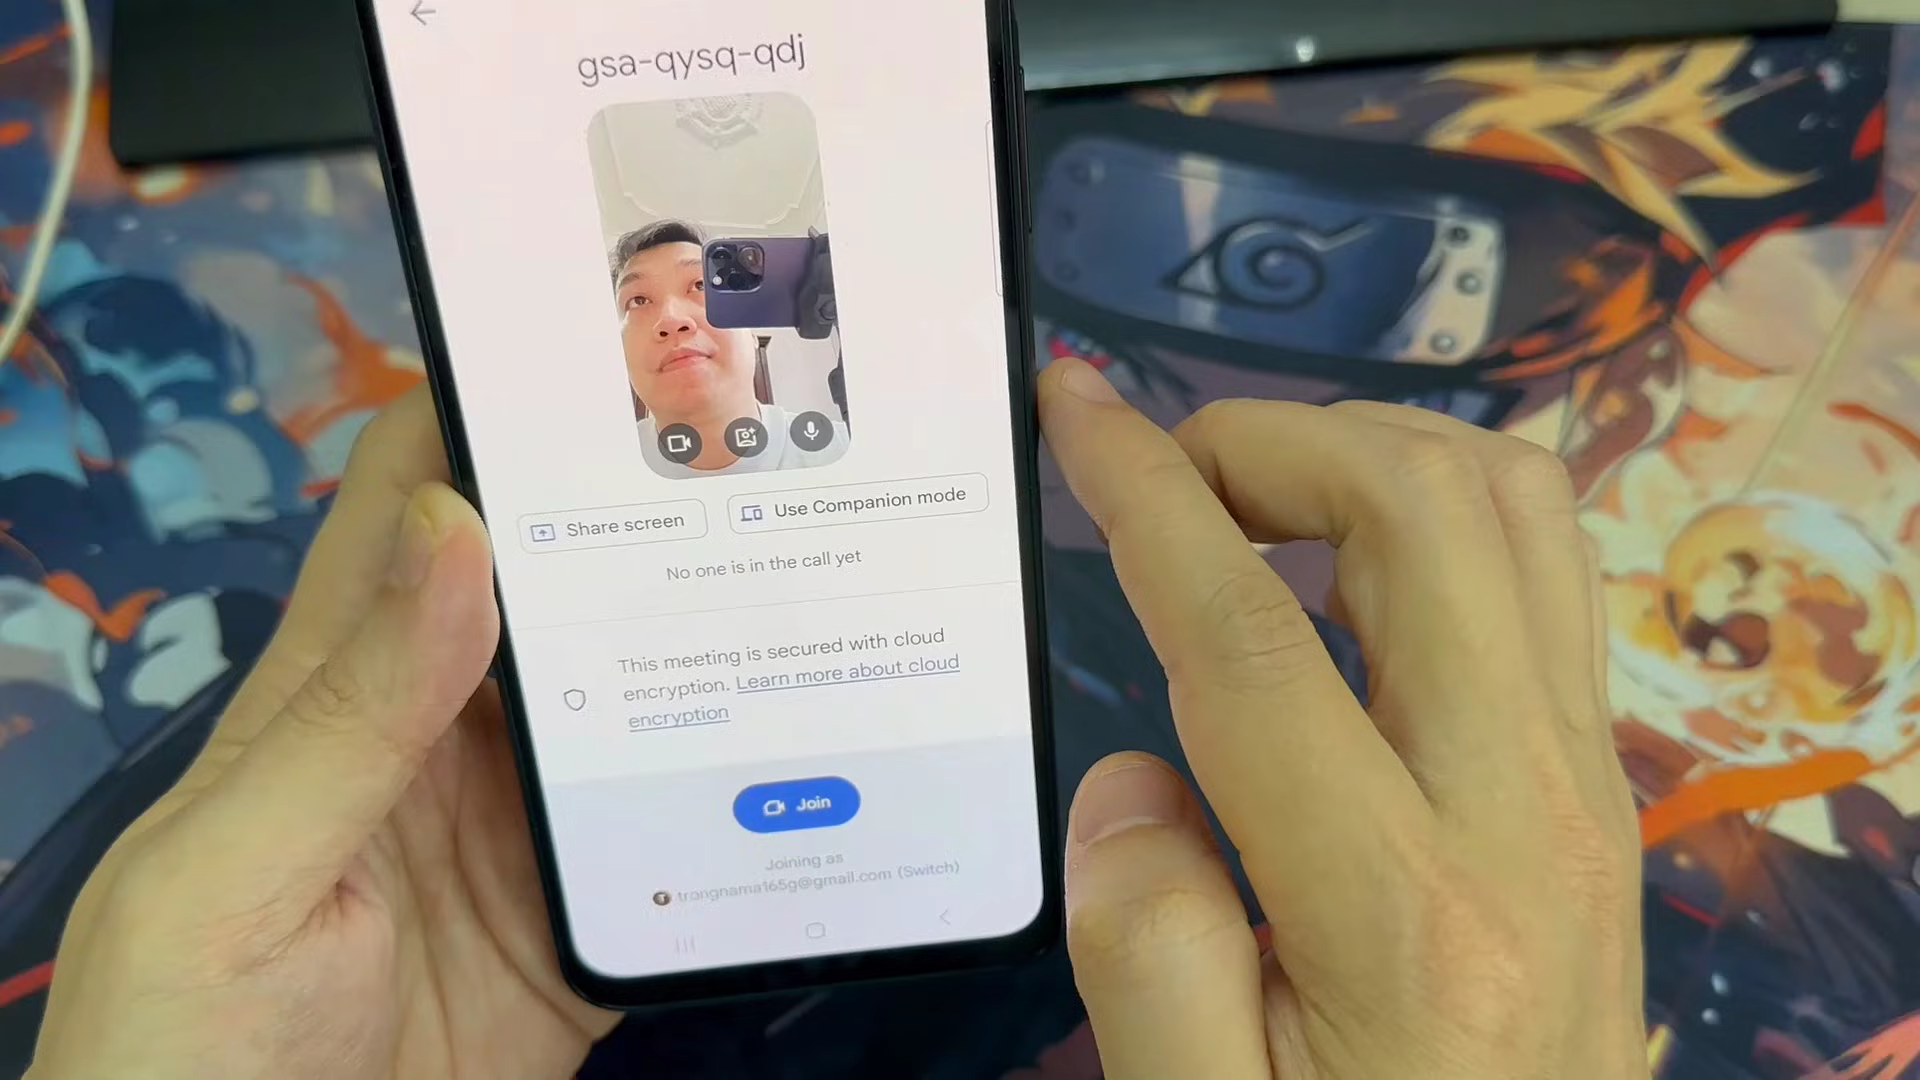 gsa-qysq-qdj
Share screen
Use Companion mode
No one is in the call yet
This meeting is secured with cloud
encryption. Learn more about cloud
encryption
Join
Joining as
trongnama165g@gmail.com (Switch)